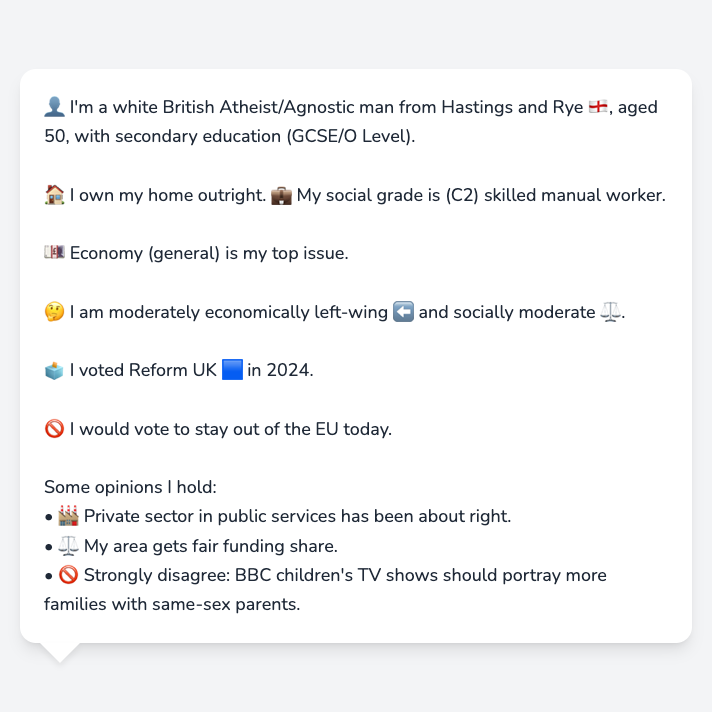 👤 I'm a white British Atheist/Agnostic man from Hastings and Rye 🏴󠁧󠁢󠁥󠁮󠁧󠁿, aged
50, with secondary education (GCSE/O Level).
🏠 I own my home outright. 💼 My social grade is (C2) skilled manual worker.
💷 Economy (general) is my top issue.
🤔 I am moderately economically left-wing ⬅️ and socially moderate ⚖️.
🗳️ I voted Reform UK 🟦 in 2024.
🚫 I would vote to stay out of the EU today.
Some opinions I hold:
• 🏭 Private sector in public services has been about right.
• ⚖️ My area gets fair funding share.
• 🚫 Strongly disagree: BBC children's TV shows should portray more
families with same-sex parents.